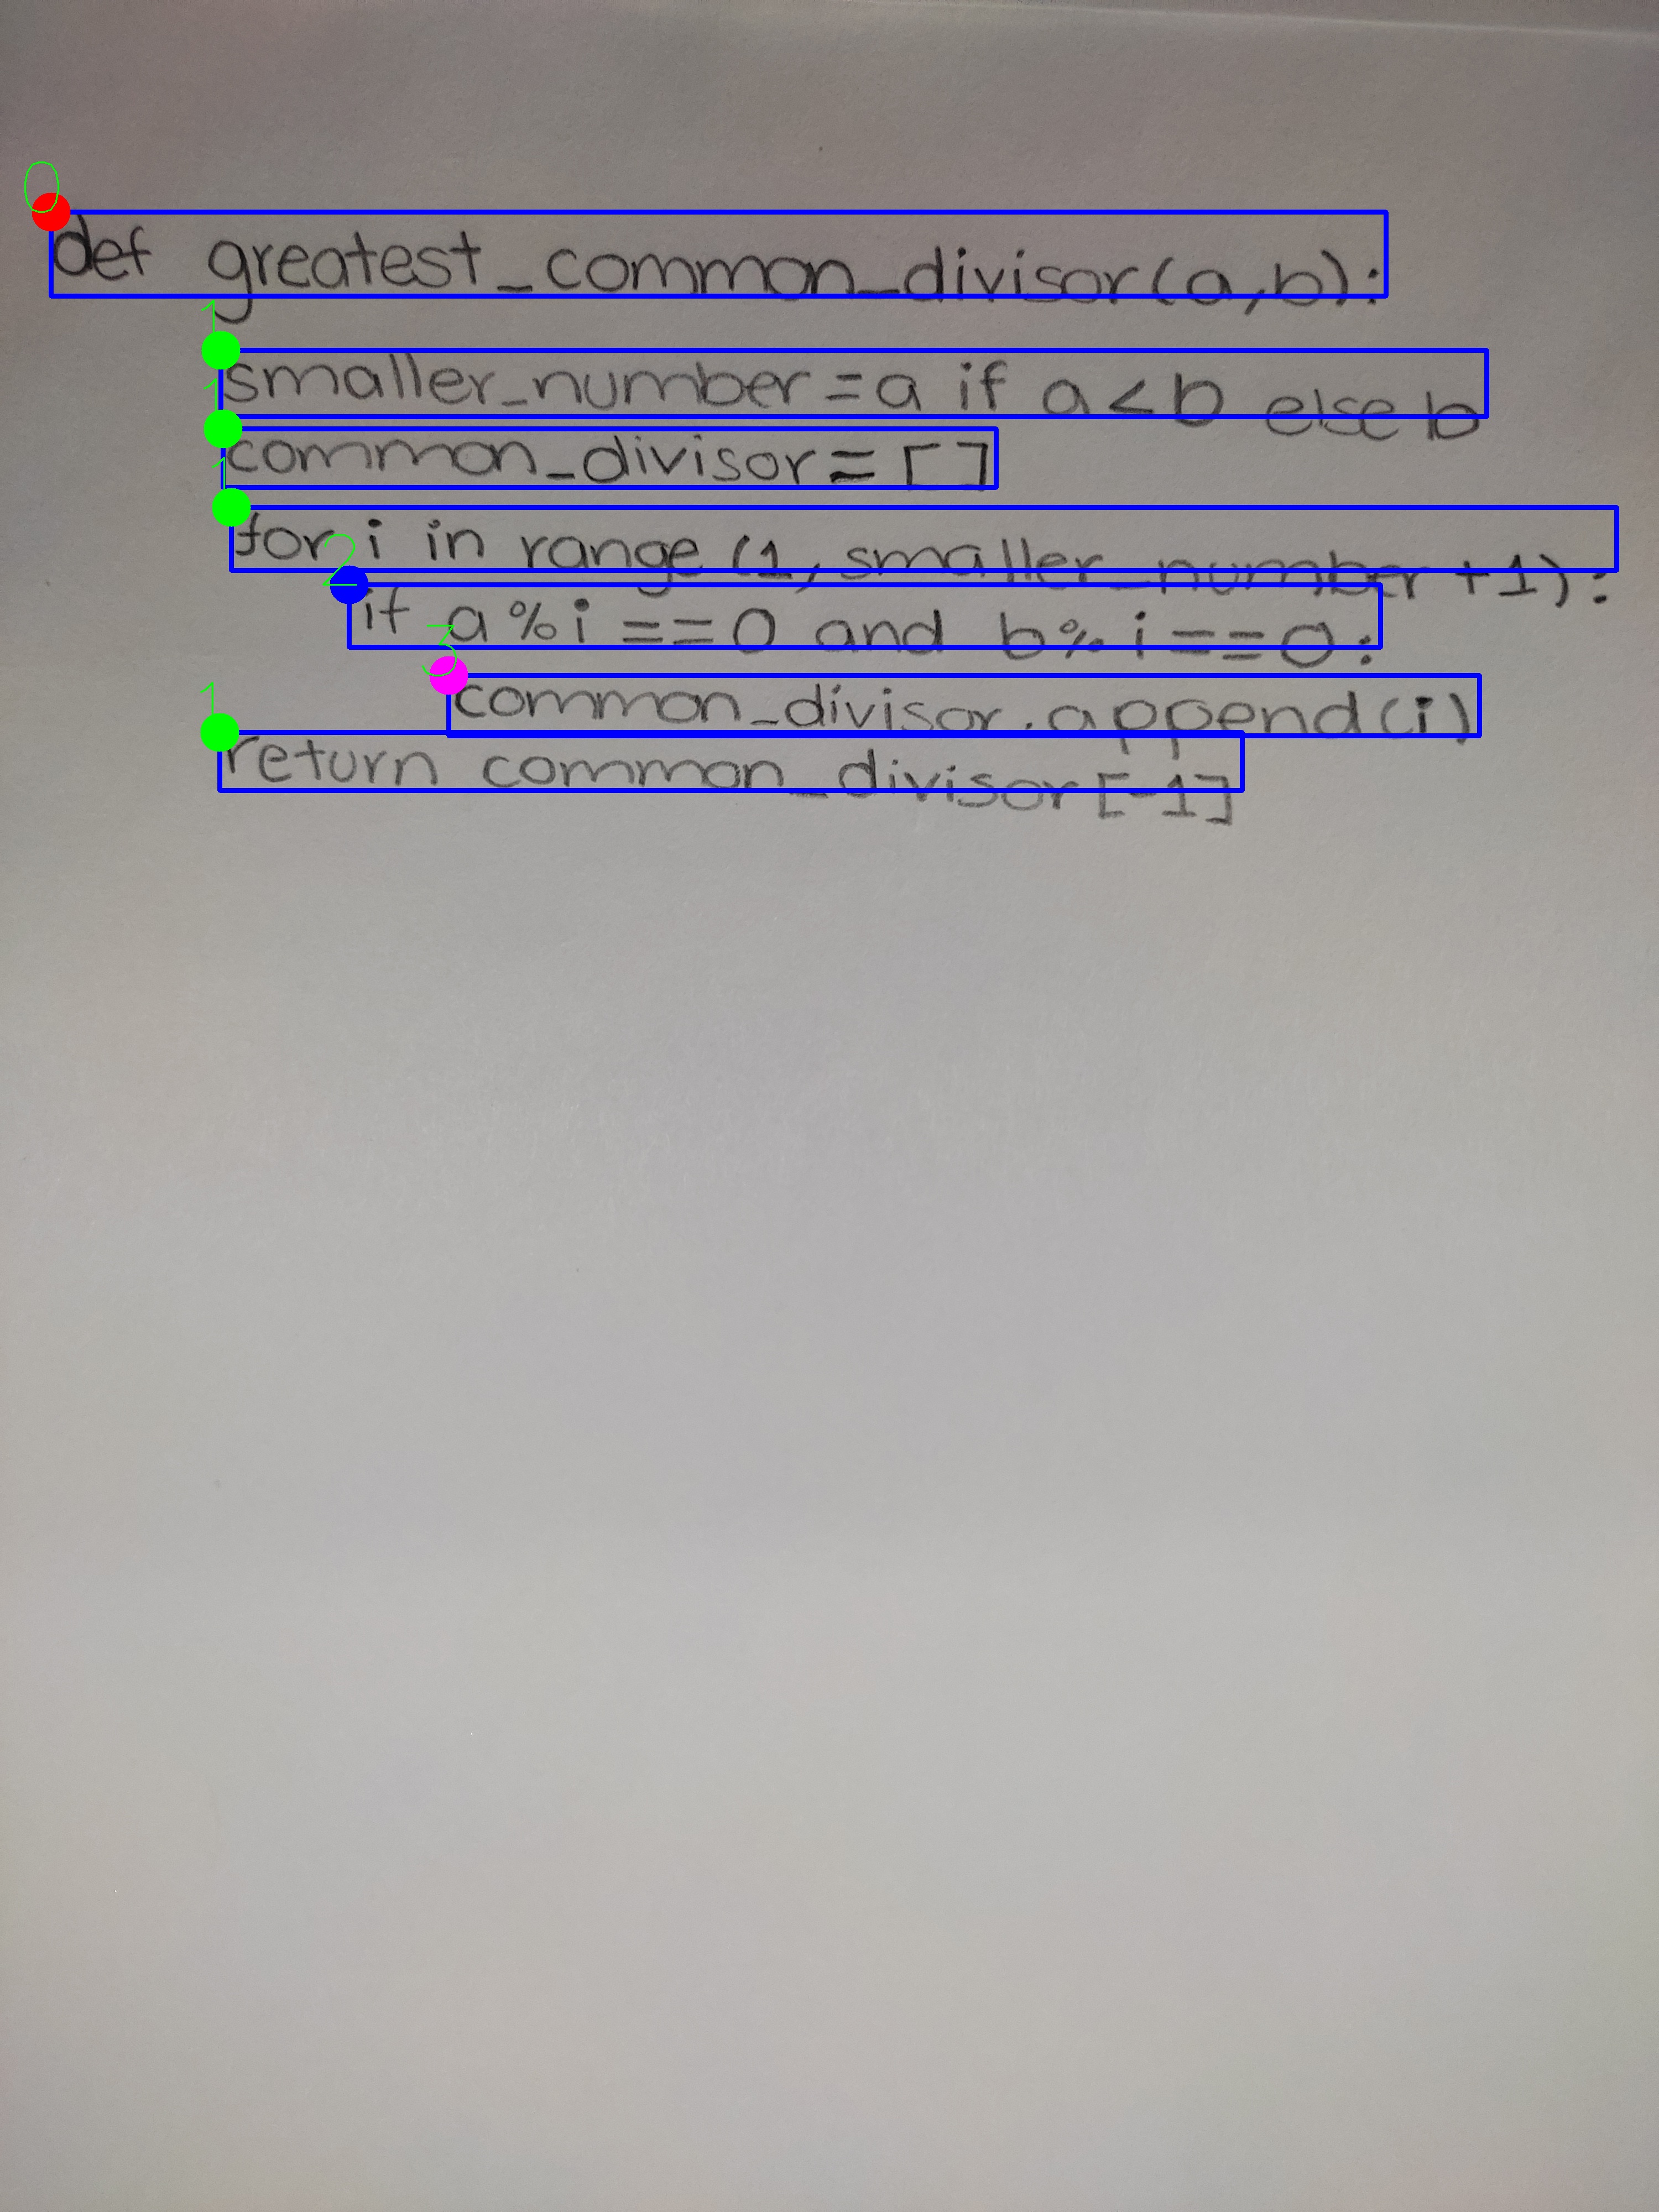 0
def greatest_common_divisor(a,b):
1
smaller_number=a if a<b else b
1
common_divisor=[]
1
for i in range (1, smaller_number+1):
2
if a%i==0 and b%i==0:
3
common_divisor.append(i)
1
return common_divisor[-1]